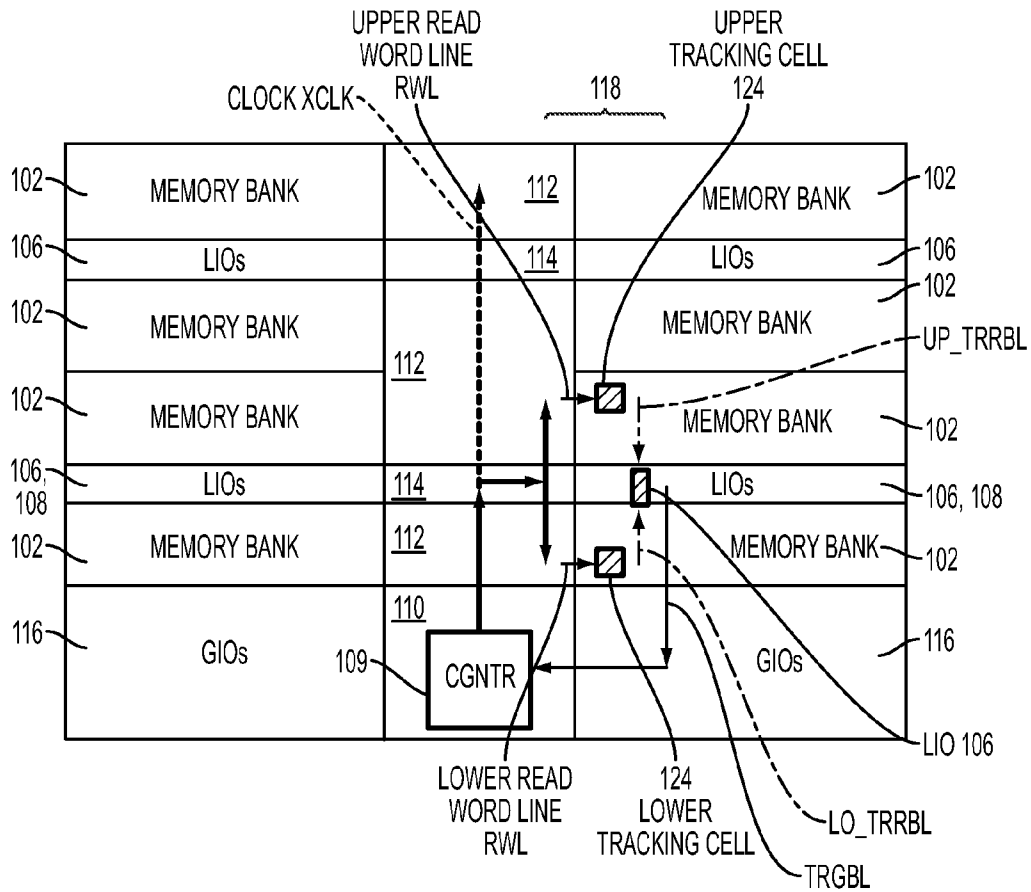 UPPER READ
WORD LINE
RWL
UPPER
TRACKING CELL
124
118
CLOCK XCLK
102
MEMORY BANK
112
MEMORY BANK
102
106
LIOs
114
LIOs
106
102
MEMORY BANK
MEMORY BANK
102
112
UP_TRRBL
102
MEMORY BANK
MEMORY BANK
102
106,
108
LIOs
114
LIOs
106, 108
102
MEMORY BANK
112
MEMORY BANK
102
116
GIOs
110
GIOs
116
109
CGNTR
LIO 106
LOWER READ
WORD LINE
RWL
124
LOWER
TRACKING CELL
LO_TRRBL
TRGBL